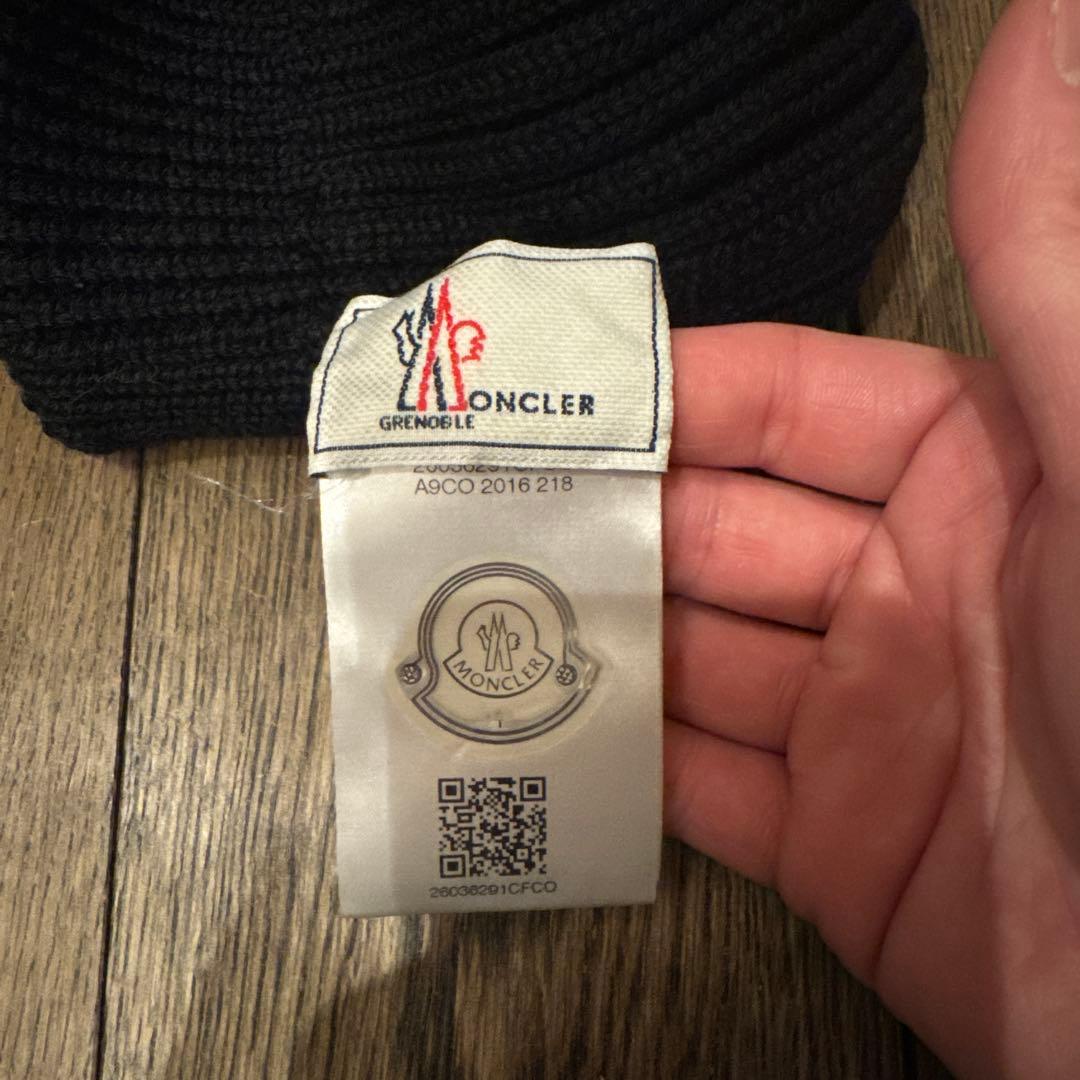 MONCLER
GRENOBLE
A9CO 2016 218
MONCLER
26036291CFCO